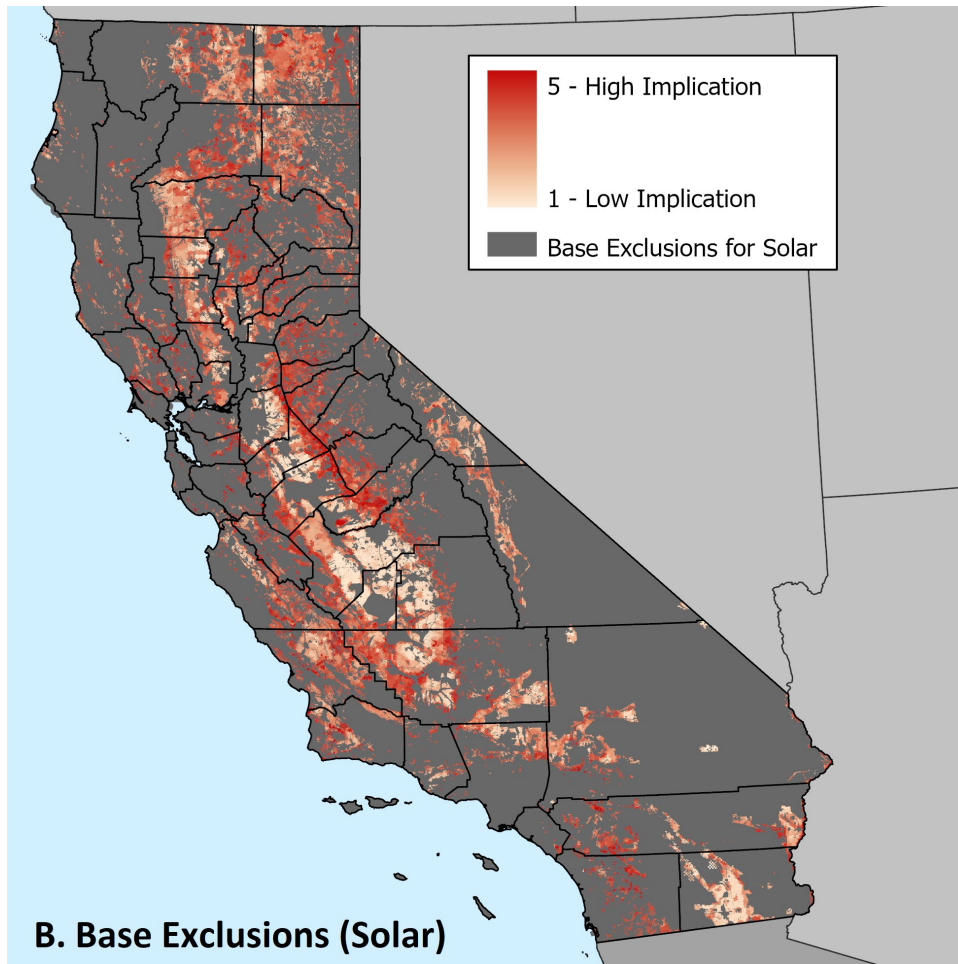 5 - High Implication
1 - Low Implication
Base Exclusions for Solar
B. Base Exclusions (Solar)